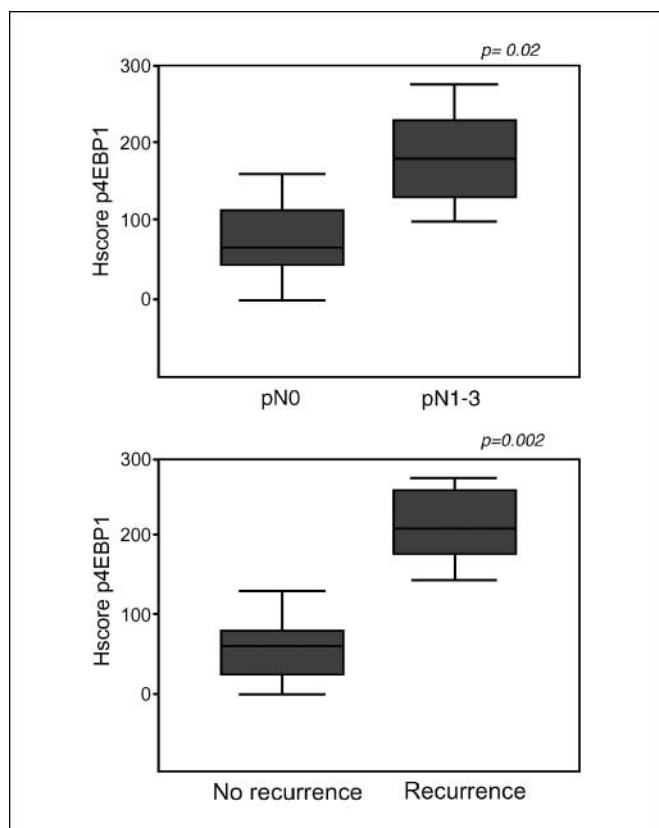 p= 0.02
300
200
100
0
Hscore p4EBP1
pN0 pN1-3
p=0.002
300
200
100
0
Hscore p4EBP1
No recurrence Recurrence